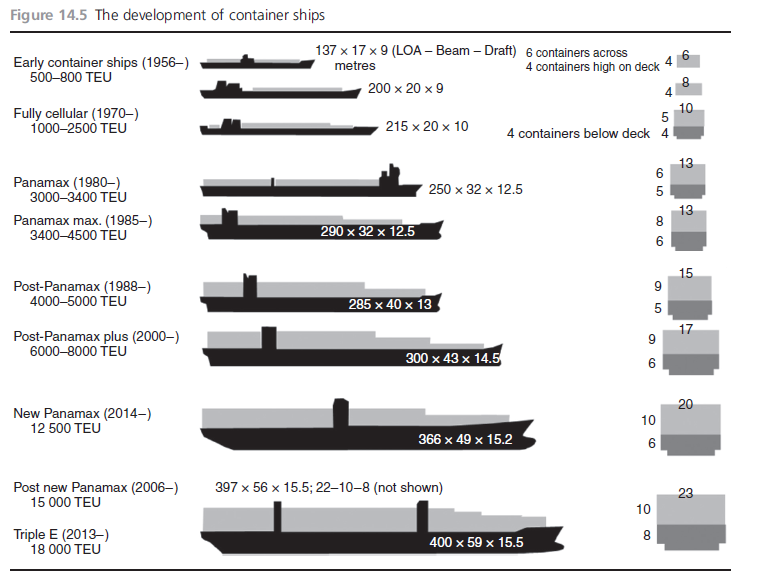 Figure 14.5 The development of container ships
Early container ships (1956–)
500–800 TEU
137 × 17 × 9 (LOA – Beam – Draft)
metres
6 containers across
4 containers high on deck
6
4
200 × 20 × 9
8
4
Fully cellular (1970–)
1000–2500 TEU
215 × 20 × 10
4 containers below deck
10
5
4
Panamax (1980–)
3000–3400 TEU
250 × 32 × 12.5
13
6
5
Panamax max. (1985–)
3400–4500 TEU
290 × 32 × 12.5
13
8
6
Post-Panamax (1988–)
4000–5000 TEU
285 × 40 × 13
15
9
5
Post-Panamax plus (2000–)
6000–8000 TEU
300 × 43 × 14.5
17
9
6
New Panamax (2014–)
12 500 TEU
366 × 49 × 15.2
20
10
6
Post new Panamax (2006–)
15 000 TEU
397 × 56 × 15.5; 22–10–8 (not shown)
Triple E (2013–)
18 000 TEU
400 × 59 × 15.5
23
10
8